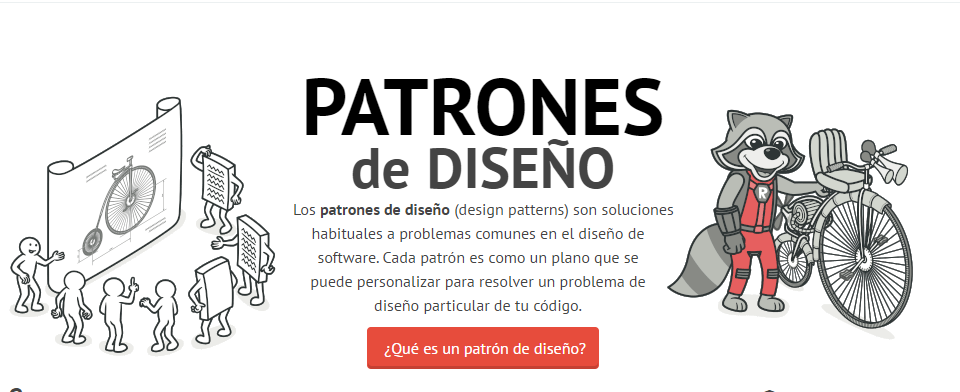 PATRONES
de DISEÑO
Los patrones de diseño (design patterns) son soluciones
habituales a problemas comunes en el diseño de
software. Cada patrón es como un plano que se
puede personalizar para resolver un problema de
diseño particular de tu código.
¿Qué es un patrón de diseño?
R